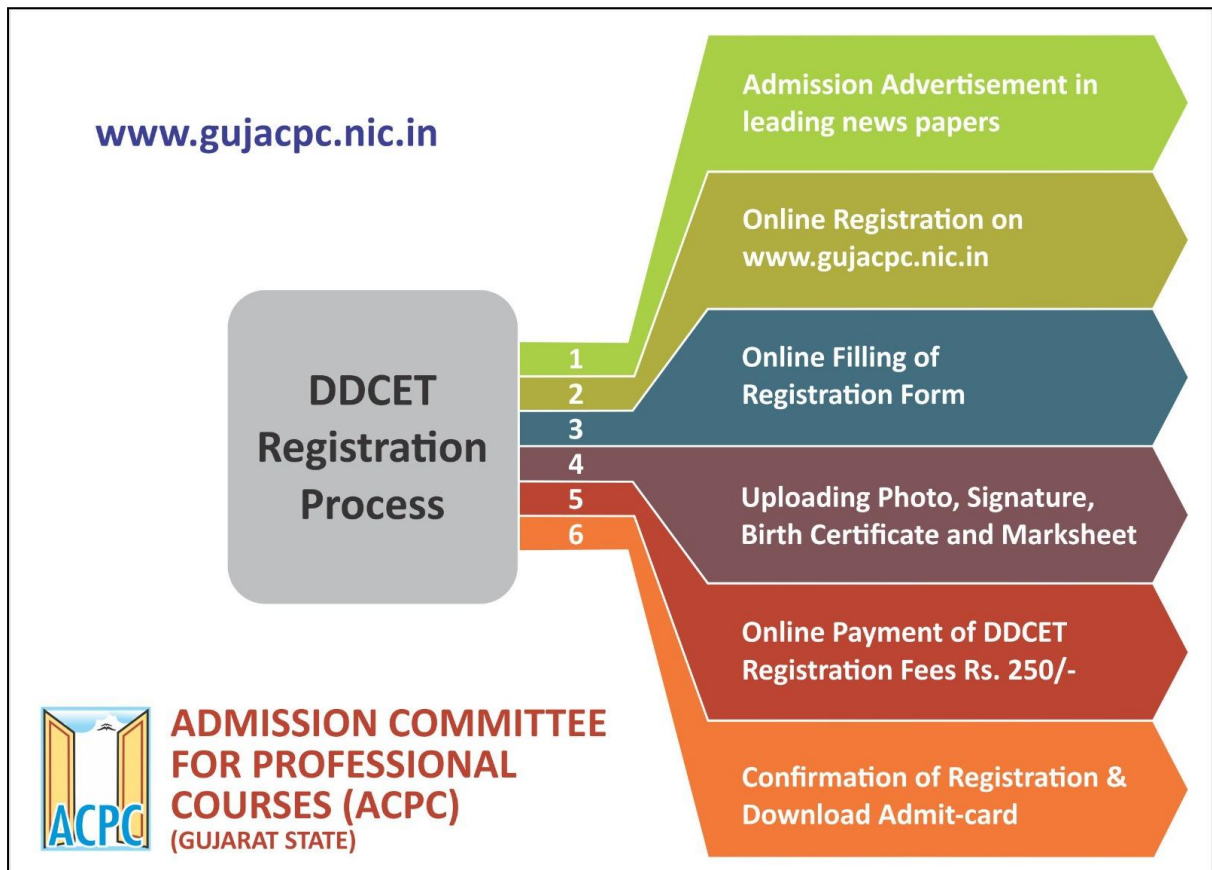 www.gujacpc.nic.in
DDCET
Registration
Process
1
Admission Advertisement in
leading news papers
2
Online Registration on
www.gujacpc.nic.in
3
Online Filling of
Registration Form
4
Uploading Photo, Signature,
Birth Certificate and Marksheet
5
Online Payment of DDCET
Registration Fees Rs. 250/-
6
Confirmation of Registration &
Download Admit-card
ACPC
ADMISSION COMMITTEE
FOR PROFESSIONAL
COURSES (ACPC)
(GUJARAT STATE)